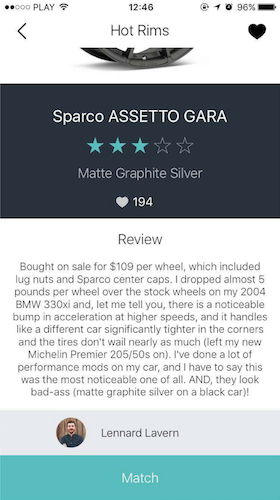 PLAY 12:46 96%
Hot Rims
Sparco ASSETTO GARA
Matte Graphite Silver
194
Review
Bought on sale for $109 per wheel, which included
lug nuts and Sparco center caps. I dropped almost 5
pounds per wheel over the stock wheels on my 2004
BMW 330xi and, let me tell you, there is a noticeable
bump in acceleration at higher speeds, and it handles
like a different car significantly tighter in the corners
and the tires don't wail nearly as much (left my new
Michelin Premier 205/50s on). I've done a lot of
performance mods on my car, and I have to say this
was the most noticeable one of all. AND, they look
bad-ass (matte graphite silver on a black car)!
Lennard Lavern
Match